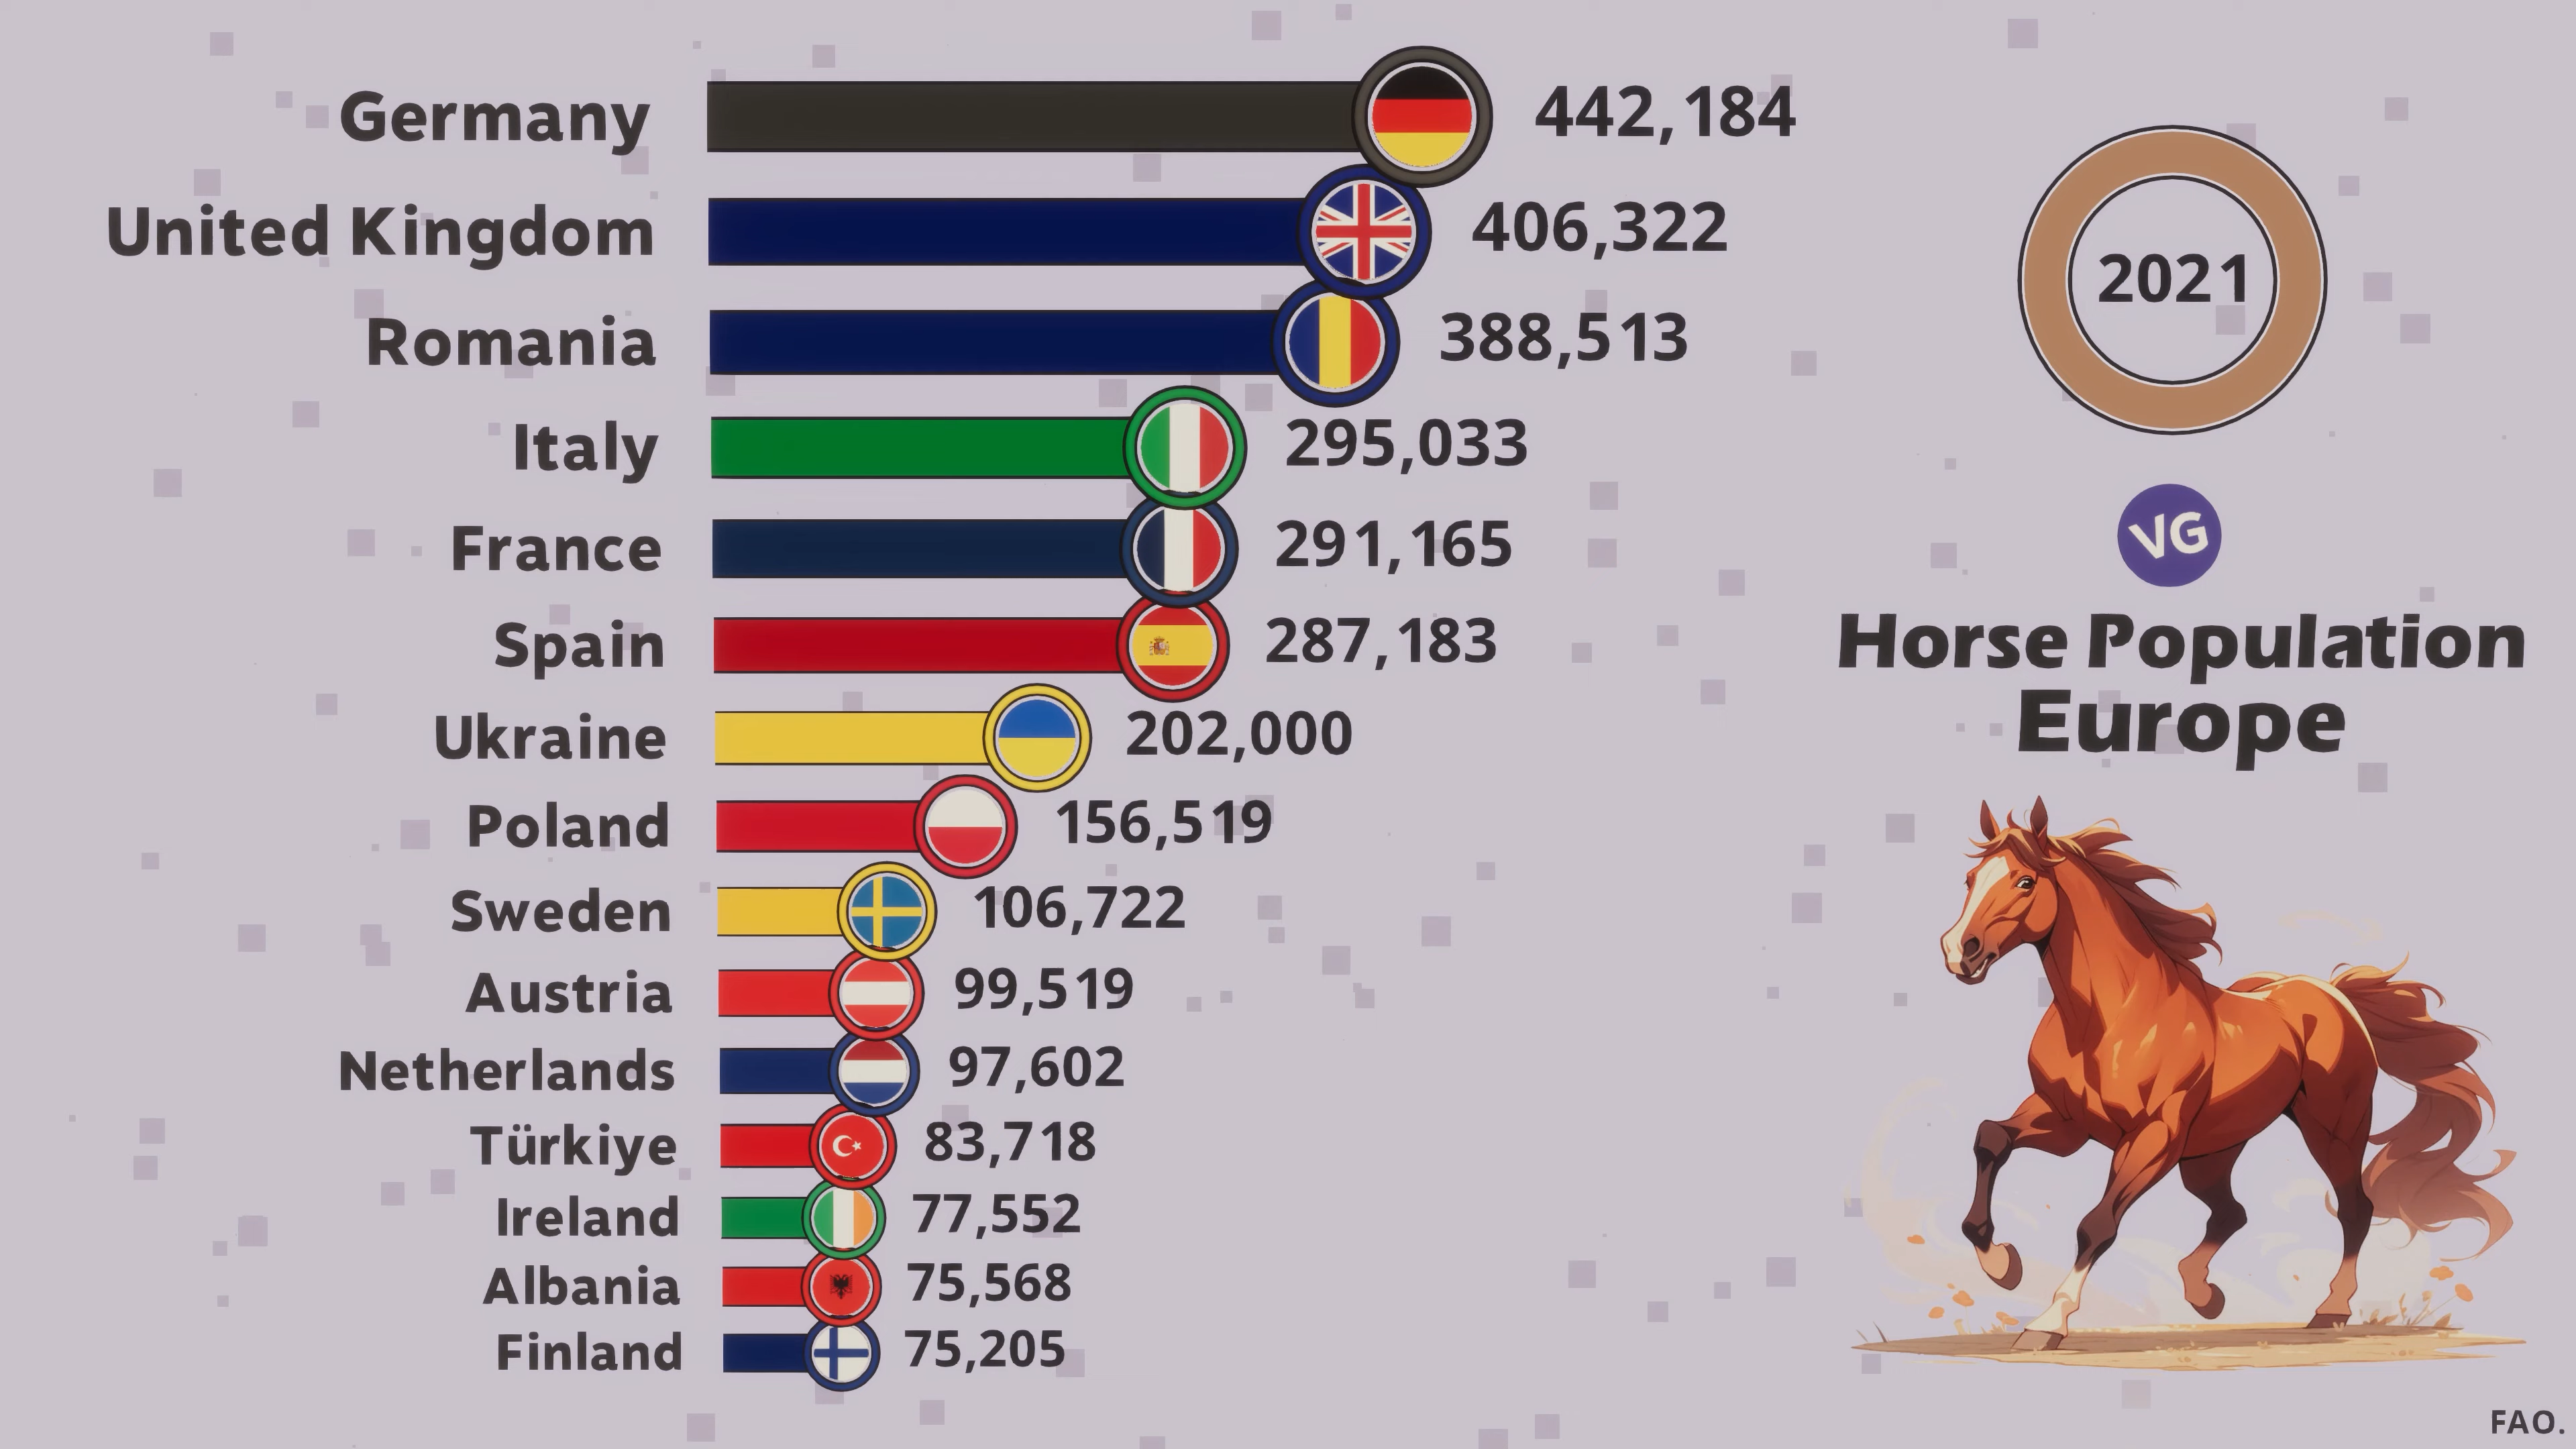 Germany 442,184
United Kingdom 406,322
Romania 388,513
Italy 295,033
France 291,165
Spain 287,183
Ukraine 202,000
Poland 156,519
Sweden 106,722
Austria 99,519
Netherlands 97,602
Türkiye 83,718
Ireland 77,552
Albania 75,568
Finland 75,205
2021
VG
Horse Population
Europe
FAO.